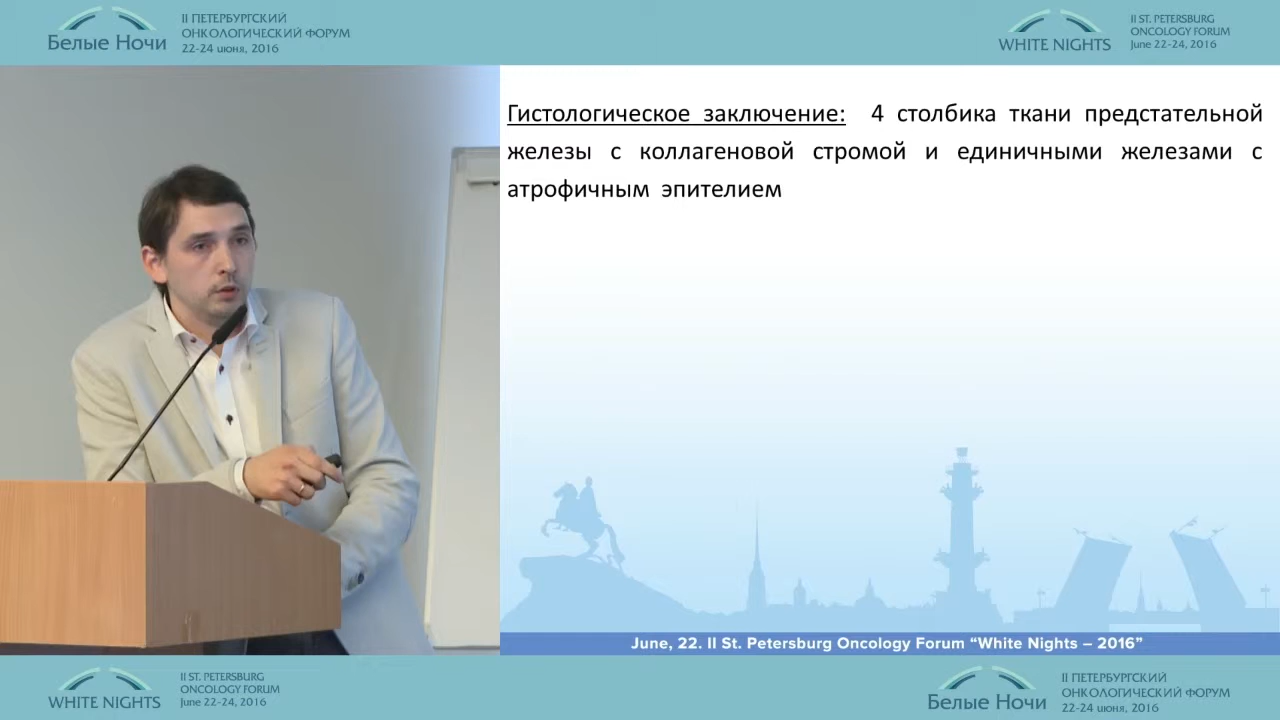 Белые Ночи
II ПЕТЕРБУРГСКИЙ
ОНКОЛОГИЧЕСКИЙ ФОРУМ
22-24 июня, 2016
WHITE NIGHTS
II ST. PETERSBURG
ONCOLOGY FORUM
June 22-24, 2016
Гистологическое заключение: 4 столбика ткани предстательной
железы с коллагеновой стромой и единичными железами с
атрофичным эпителием
June, 22. II St. Petersburg Oncology Forum “White Nights – 2016”
WHITE NIGHTS
II ST. PETERSBURG
ONCOLOGY FORUM
June 22-24, 2016
Белые Ночи
II ПЕТЕРБУРГСКИЙ
ОНКОЛОГИЧЕСКИЙ ФОРУМ
22-24 июня, 2016